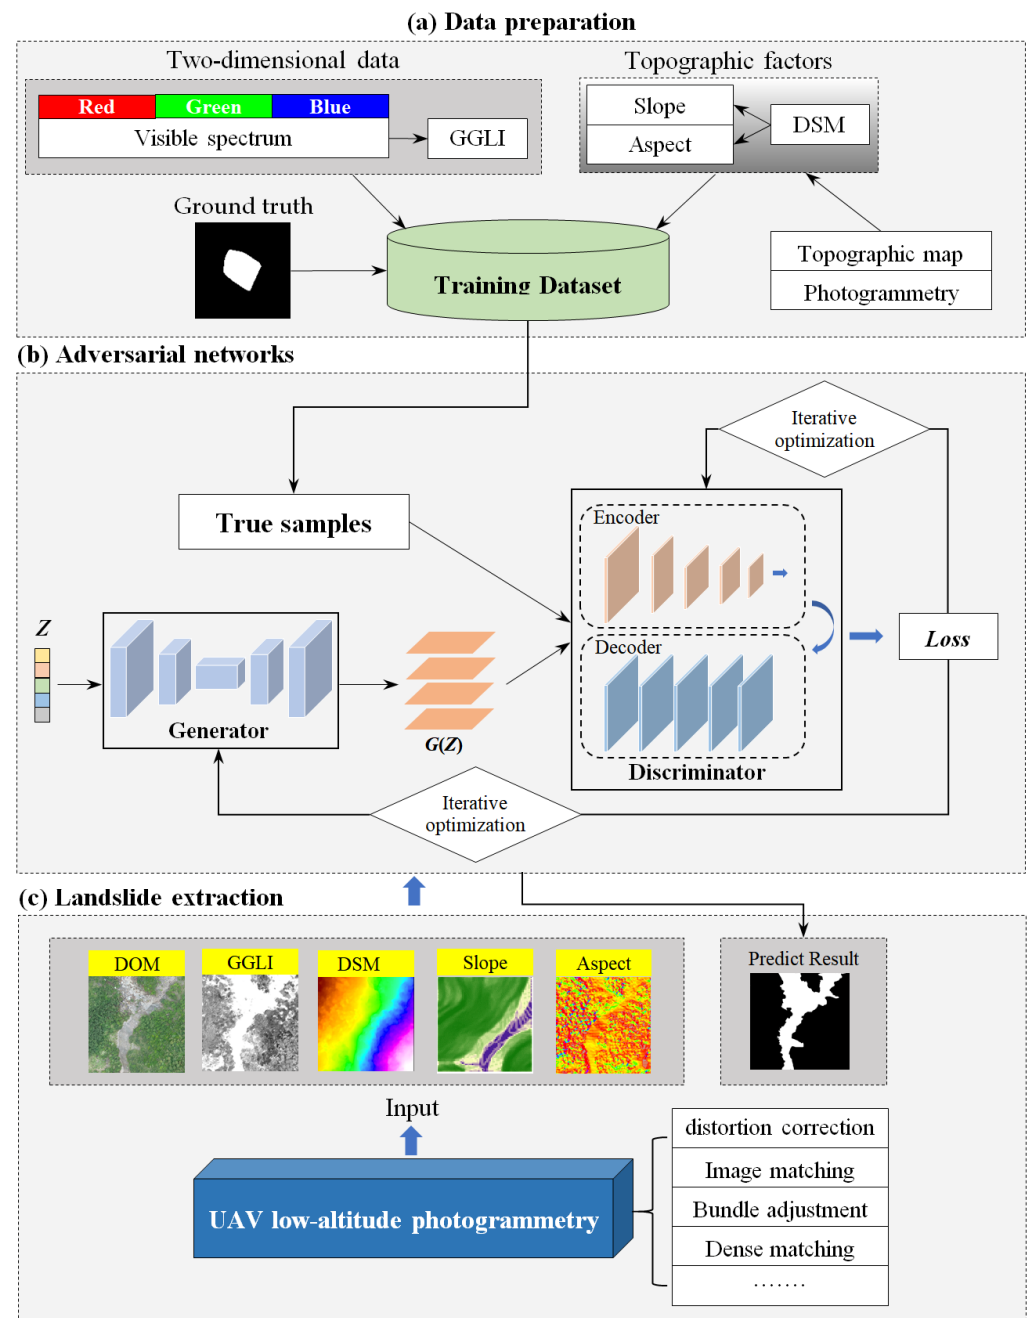 (a) Data preparation
Two-dimensional data
Topographic factors
Red
Green
Blue
Visible spectrum
GGLI
Slope
Aspect
DSM
Ground truth
Training Dataset
Topographic map
Photogrammetry
(b) Adversarial networks
Iterative
optimization
True samples
Encoder
Z
Loss
Decoder
Generator
G(Z)
Discriminator
Iterative
optimization
(c) Landslide extraction
DOM
GGLI
DSM
Slope
Aspect
Predict Result
Input
distortion correction
Image matching
UAV low-altitude photogrammetry
Bundle adjustment
Dense matching
.......